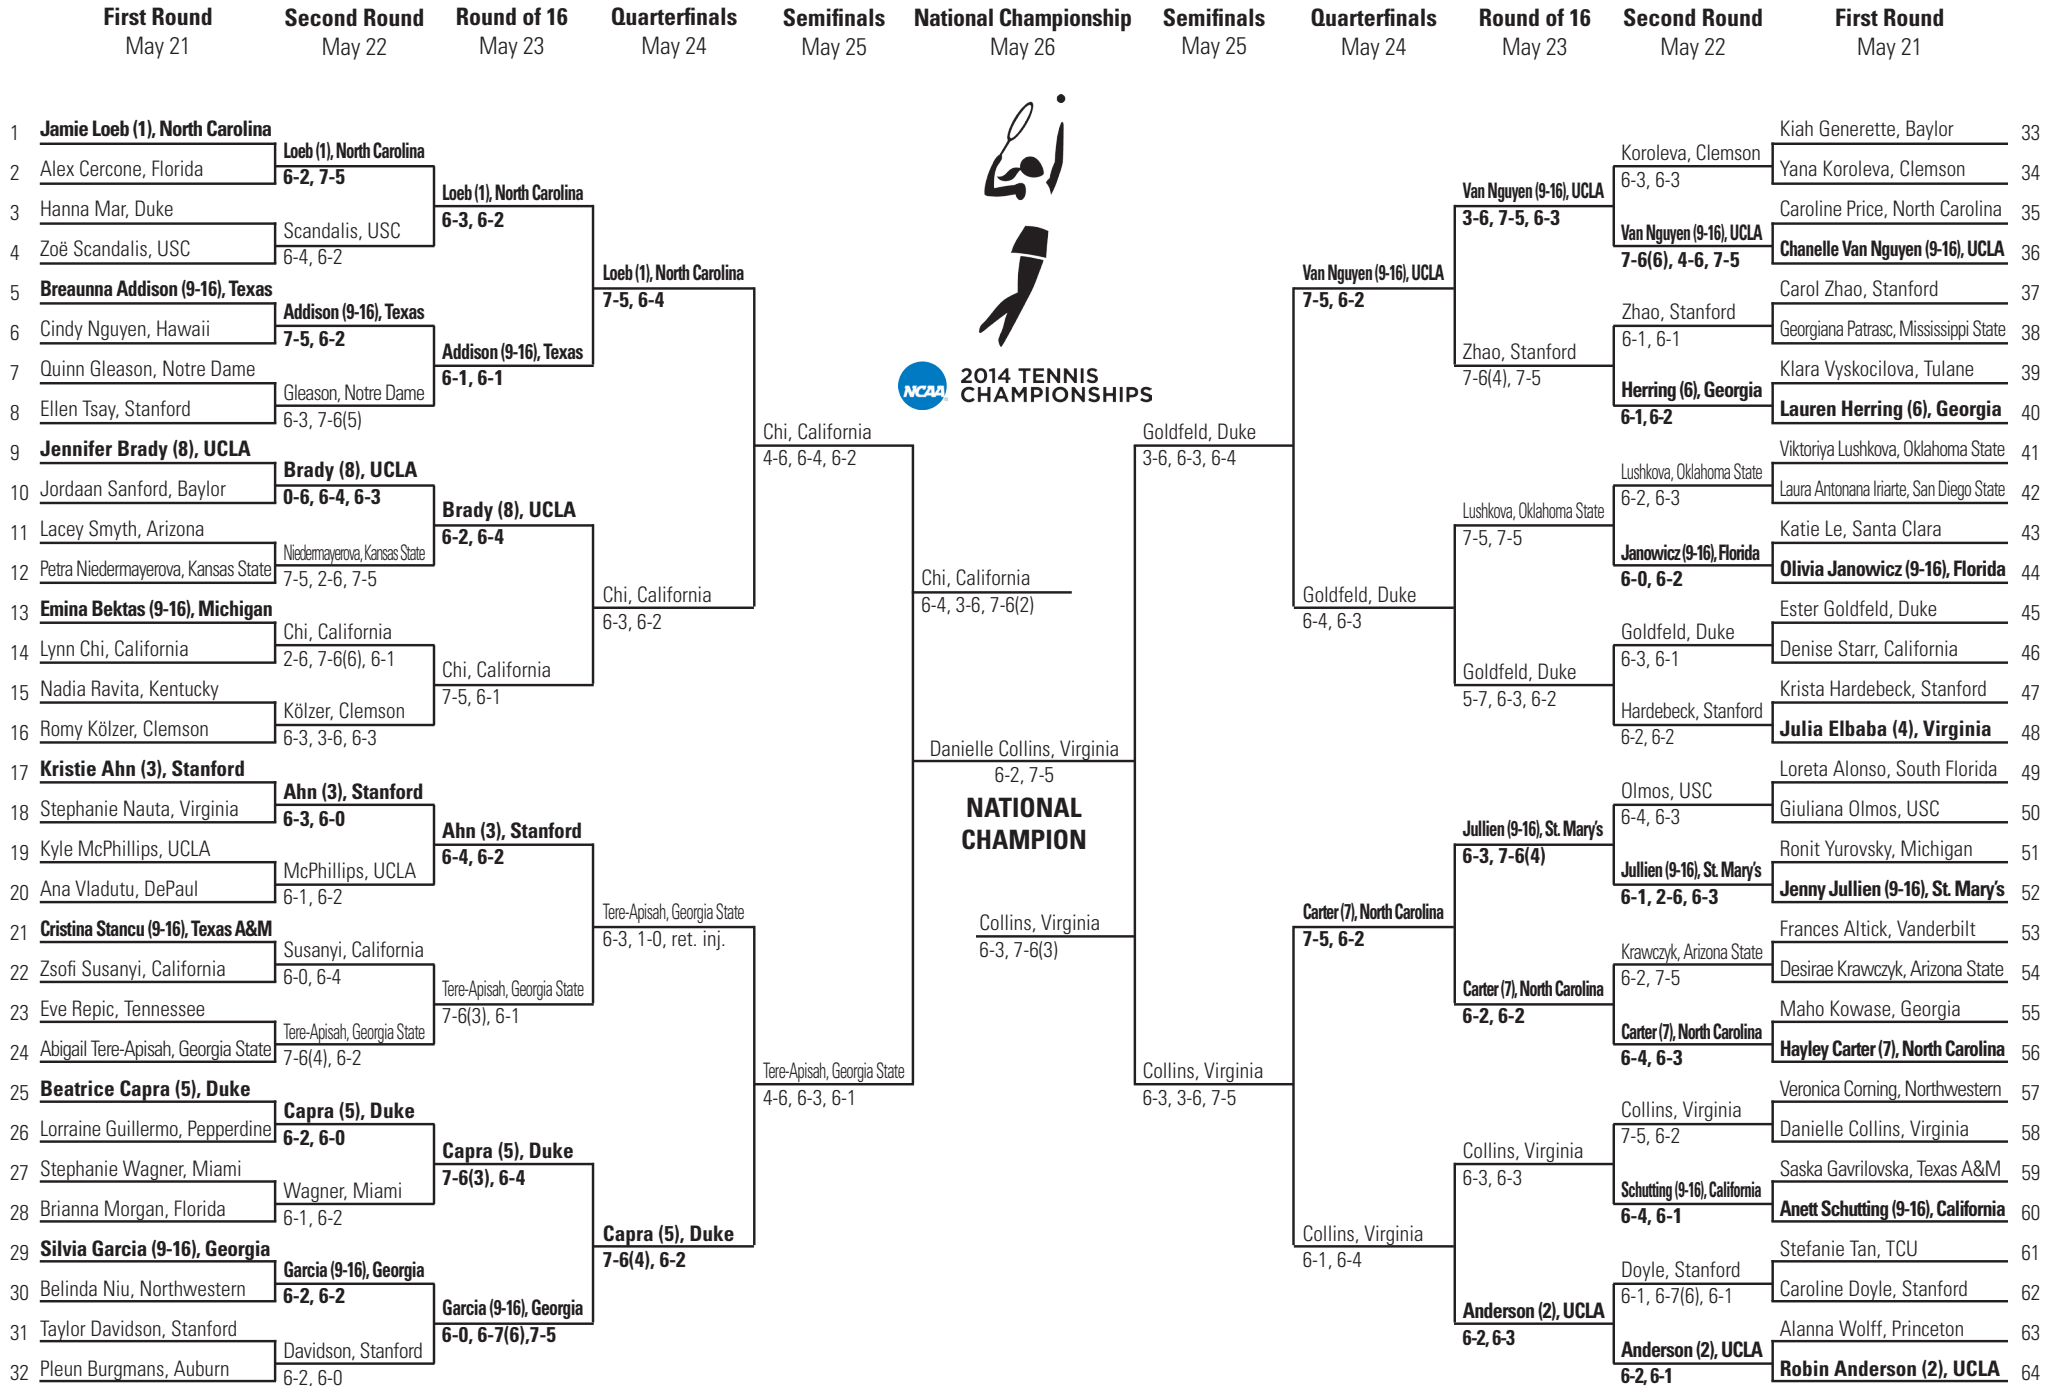 First Round
May 21
Second Round
May 22
Round of 16
May 23
Quarterfinals
May 24
Semifinals
May 25
National Championship
May 26
Semifinals
May 25
Quarterfinals
May 24
Round of 16
May 23
Second Round
May 22
First Round
May 21
1 Jamie Loeb (1), North Carolina
2 Alex Cercone, Florida
3 Hanna Mar, Duke
4 Zoë Scandalis, USC
5 Breaunna Addison (9-16), Texas
6 Cindy Nguyen, Hawaii
7 Quinn Gleason, Notre Dame
8 Ellen Tsay, Stanford
9 Jennifer Brady (8), UCLA
10 Jordaan Sanford, Baylor
11 Lacey Smyth, Arizona
12 Petra Niedermayerova, Kansas State
13 Emina Bektas (9-16), Michigan
14 Lynn Chi, California
15 Nadia Ravita, Kentucky
16 Romy Kölzer, Clemson
17 Kristie Ahn (3), Stanford
18 Stephanie Nauta, Virginia
19 Kyle McPhillips, UCLA
20 Ana Vladutu, DePaul
21 Cristina Stancu (9-16), Texas A&M
22 Zsofi Susanyi, California
23 Eve Repic, Tennessee
24 Abigail Tere-Apisah, Georgia State
25 Beatrice Capra (5), Duke
26 Lorraine Guillermo, Pepperdine
27 Stephanie Wagner, Miami
28 Brianna Morgan, Florida
29 Silvia Garcia (9-16), Georgia
30 Belinda Niu, Northwestern
31 Taylor Davidson, Stanford
32 Pleun Burgmans, Auburn
Loeb (1), North Carolina
6-2, 7-5
Scandalis, USC
6-4, 6-2
Addison (9-16), Texas
7-5, 6-2
Gleason, Notre Dame
6-3, 7-6(5)
Brady (8), UCLA
0-6, 6-4, 6-3
Niedermayerova, Kansas State
7-5, 2-6, 7-5
Chi, California
2-6, 7-6(6), 6-1
Kölzer, Clemson
6-3, 3-6, 6-3
Ahn (3), Stanford
6-3, 6-0
McPhillips, UCLA
6-1, 6-2
Susanyi, California
6-0, 6-4
Tere-Apisah, Georgia State
7-6(4), 6-2
Capra (5), Duke
6-2, 6-0
Wagner, Miami
6-1, 6-2
Garcia (9-16), Georgia
6-2, 6-2
Davidson, Stanford
6-2, 6-0
Loeb (1), North Carolina
6-3, 6-2
Addison (9-16), Texas
6-1, 6-1
Brady (8), UCLA
6-2, 6-4
Chi, California
7-5, 6-1
Ahn (3), Stanford
6-4, 6-2
Tere-Apisah, Georgia State
7-6(3), 6-1
Capra (5), Duke
7-6(3), 6-4
Garcia (9-16), Georgia
6-0, 6-7(6),7-5
Loeb (1), North Carolina
7-5, 6-4
Chi, California
6-3, 6-2
Tere-Apisah, Georgia State
6-3, 1-0, ret. inj.
Capra (5), Duke
7-6(4), 6-2
Chi, California
4-6, 6-4, 6-2
Tere-Apisah, Georgia State
4-6, 6-3, 6-1
NCAA
2014 TENNIS
CHAMPIONSHIPS
Chi, California
6-4, 3-6, 7-6(2)
Danielle Collins, Virginia
6-2, 7-5
NATIONAL
CHAMPION
Collins, Virginia
6-3, 7-6(3)
Goldfeld, Duke
3-6, 6-3, 6-4
Collins, Virginia
6-3, 3-6, 7-5
Van Nguyen (9-16), UCLA
7-5, 6-2
Goldfeld, Duke
6-4, 6-3
Carter (7), North Carolina
7-5, 6-2
Collins, Virginia
6-1, 6-4
Van Nguyen (9-16), UCLA
3-6, 7-5, 6-3
Zhao, Stanford
7-6(4), 7-5
Lushkova, Oklahoma State
7-5, 7-5
Goldfeld, Duke
5-7, 6-3, 6-2
Jullien (9-16), St. Mary's
6-3, 7-6(4)
Carter (7), North Carolina
6-2, 6-2
Collins, Virginia
6-3, 6-3
Anderson (2), UCLA
6-2, 6-3
Koroleva, Clemson
6-3, 6-3
Van Nguyen (9-16), UCLA
7-6(6), 4-6, 7-5
Zhao, Stanford
6-1, 6-1
Herring (6), Georgia
6-1, 6-2
Lushkova, Oklahoma State
6-2, 6-3
Janowicz (9-16), Florida
6-0, 6-2
Goldfeld, Duke
6-3, 6-1
Hardebeck, Stanford
6-2, 6-2
Olmos, USC
6-4, 6-3
Jullien (9-16), St. Mary's
6-1, 2-6, 6-3
Krawczyk, Arizona State
6-2, 7-5
Carter (7), North Carolina
6-4, 6-3
Collins, Virginia
7-5, 6-2
Schutting (9-16), California
6-4, 6-1
Doyle, Stanford
6-1, 6-7(6), 6-1
Anderson (2), UCLA
6-2, 6-1
Kiah Generette, Baylor 33
Yana Koroleva, Clemson 34
Caroline Price, North Carolina 35
Chanelle Van Nguyen (9-16), UCLA 36
Carol Zhao, Stanford 37
Georgiana Patrasc, Mississippi State 38
Klara Vyskocilova, Tulane 39
Lauren Herring (6), Georgia 40
Viktoriya Lushkova, Oklahoma State 41
Laura Antonana Iriarte, San Diego State 42
Katie Le, Santa Clara 43
Olivia Janowicz (9-16), Florida 44
Ester Goldfeld, Duke 45
Denise Starr, California 46
Krista Hardebeck, Stanford 47
Julia Elbaba (4), Virginia 48
Loreta Alonso, South Florida 49
Giuliana Olmos, USC 50
Ronit Yurovsky, Michigan 51
Jenny Jullien (9-16), St. Mary's 52
Frances Altick, Vanderbilt 53
Desirae Krawczyk, Arizona State 54
Maho Kowase, Georgia 55
Hayley Carter (7), North Carolina 56
Veronica Corning, Northwestern 57
Danielle Collins, Virginia 58
Saska Gavrilovska, Texas A&M 59
Anett Schutting (9-16), California 60
Stefanie Tan, TCU 61
Caroline Doyle, Stanford 62
Alanna Wolff, Princeton 63
Robin Anderson (2), UCLA 64